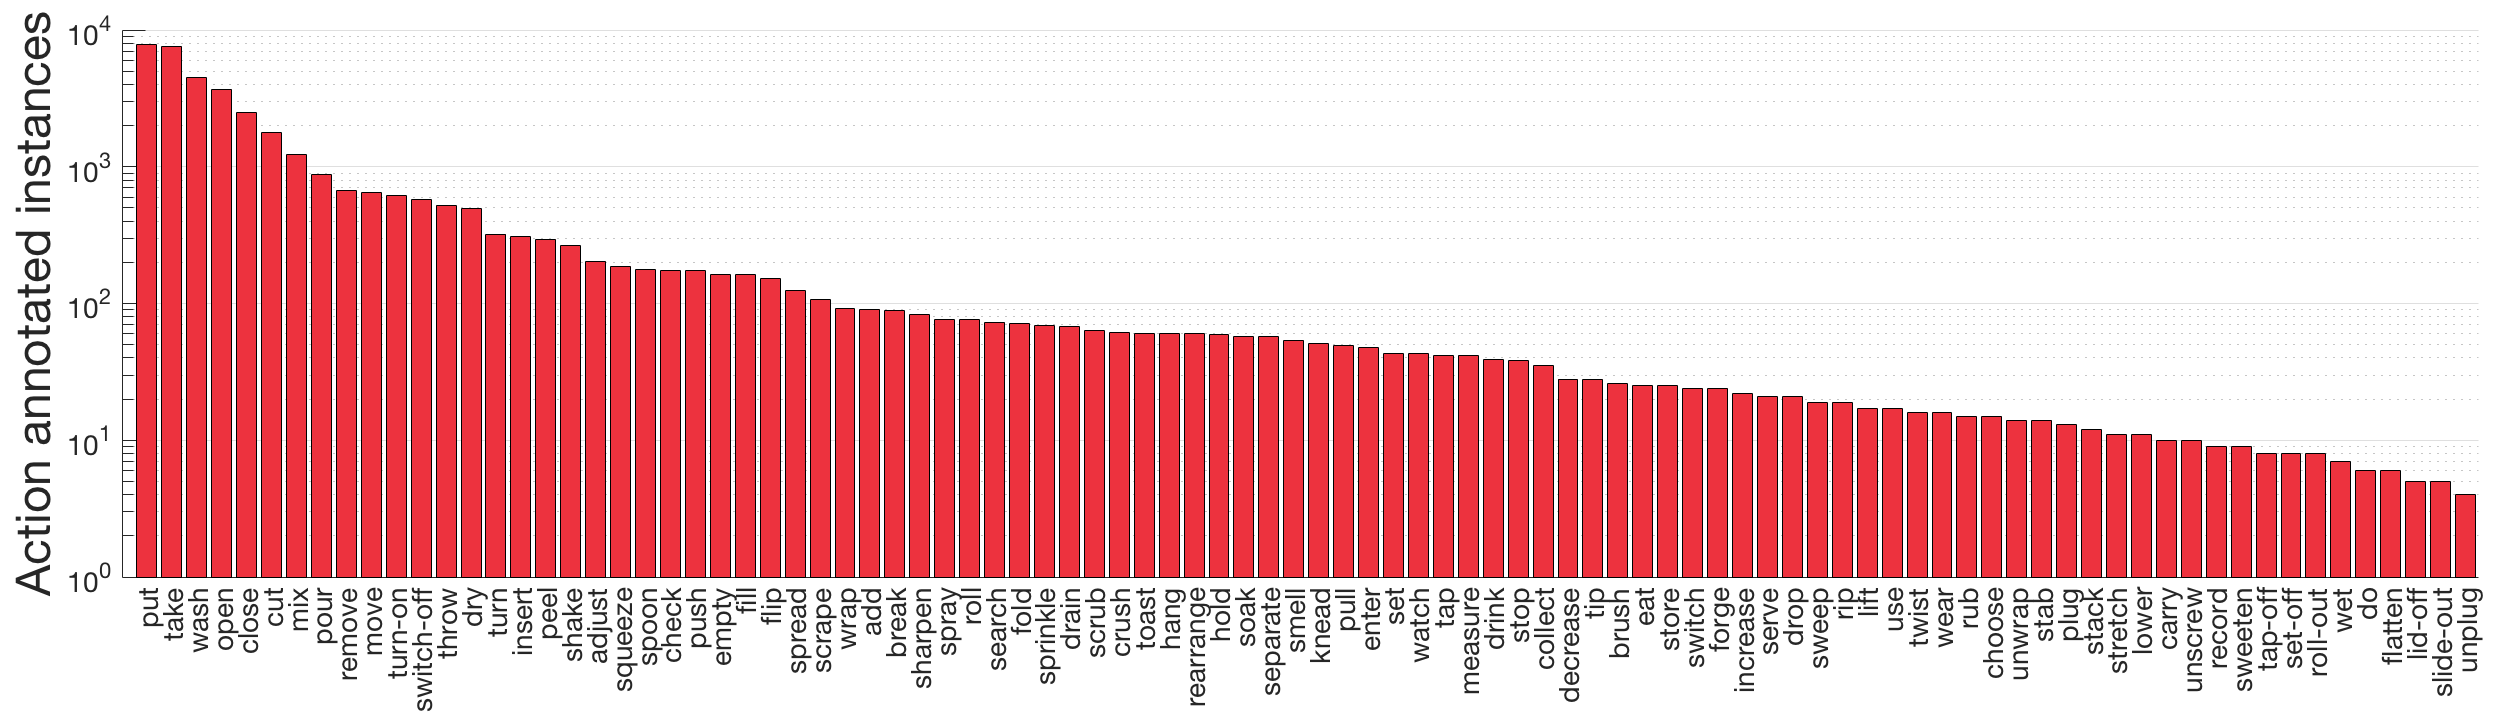 Action annotated instances
10^4
10^3
10^2
10^1
10^0
put
take
wash
open
close
cut
mix
pour
remove
move
turn-on
switch-off
throw
dry
turn
insert
peel
shake
adjust
squeeze
spoon
check
push
empty
fill
flip
spread
scrape
wrap
add
break
sharpen
spray
roll
search
fold
sprinkle
drain
scrub
crush
toast
hang
rearrange
hold
soak
separate
smell
knead
pull
enter
set
watch
tap
measure
drink
stop
collect
decrease
tip
brush
eat
store
switch
forge
increase
serve
drop
sweep
rip
lift
use
twist
wear
rub
choose
unwrap
stab
plug
stack
stretch
lower
carry
unscrew
record
sweeten
tap-off
set-off
roll-out
wet
do
flatten
lid-off
slide-out
unplug